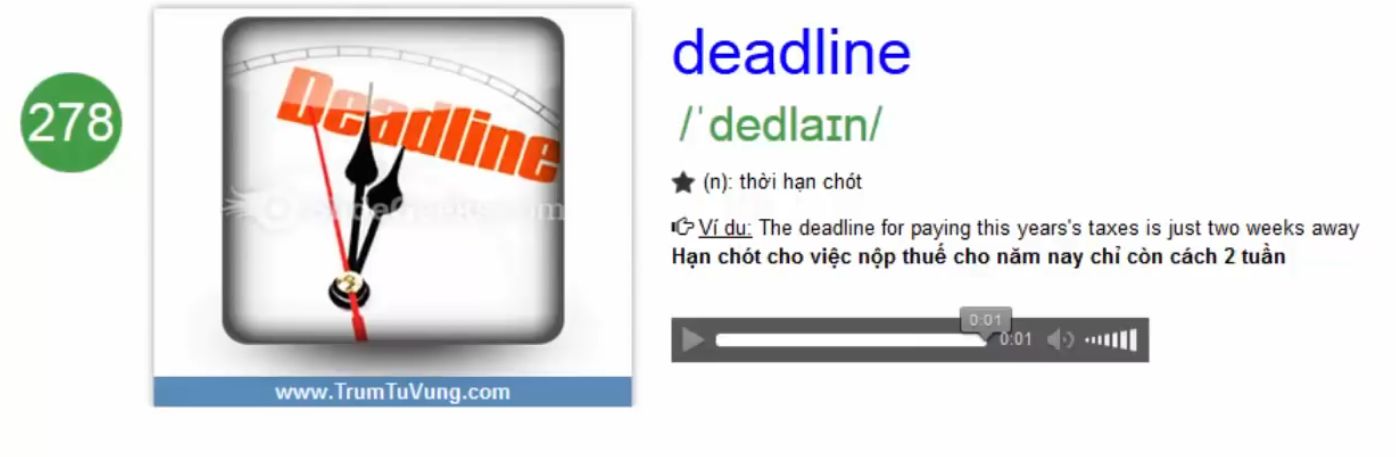 278
Deadline
www.TrumTuVung.com
deadline
/ˈdedlaɪn/
(n): thời hạn chót
Ví du: The deadline for paying this years's taxes is just two weeks away
Hạn chót cho việc nộp thuế cho năm nay chỉ còn cách 2 tuần
0:01
0:01